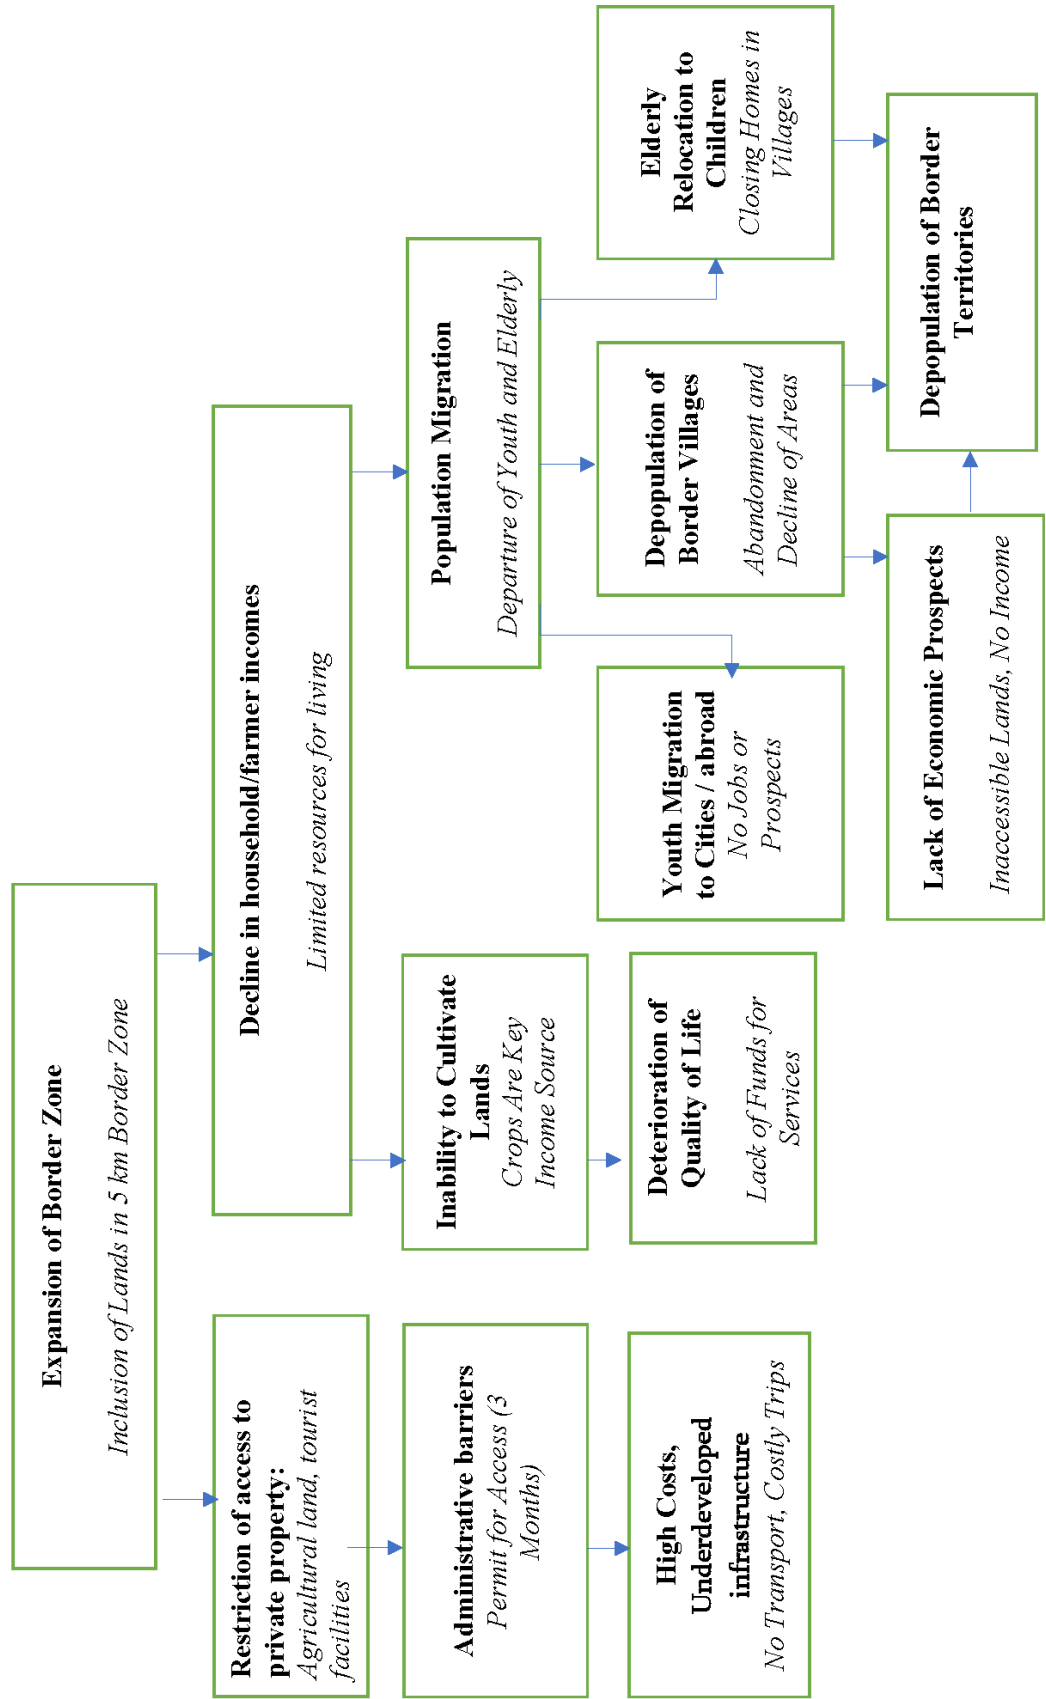 Expansion of Border Zone
Inclusion of Lands in 5 km Border Zone
Restriction of access to
private property:
Agricultural land, tourist
facilities
Decline in household/farmer incomes
Limited resources for living
Administrative barriers
Permit for Access (3
Months)
Inability to Cultivate
Lands
Crops Are Key
Income Source
Population Migration
Departure of Youth and Elderly
High Costs,
Underdeveloped
infrastructure
No Transport, Costly Trips
Deterioration of
Quality of Life
Lack of Funds for
Services
Youth Migration
to Cities / abroad
No Jobs or
Prospects
Depopulation of
Border Villages
Abandonment and
Decline of Areas
Elderly
Relocation to
Children
Closing Homes in
Villages
Lack of Economic Prospects
Inaccessible Lands, No Income
Depopulation of Border
Territories